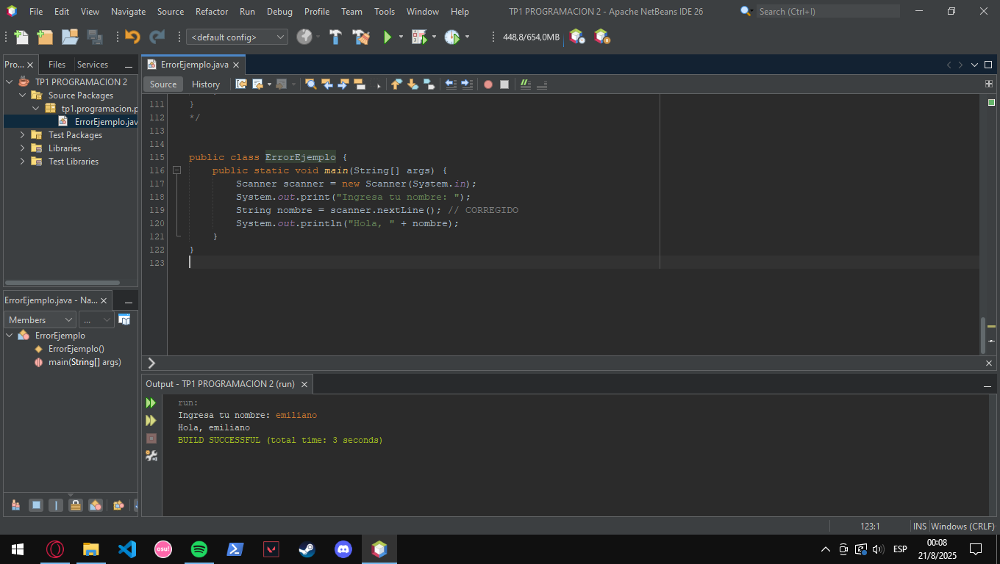 File Edit View Navigate Source Refactor Run Debug Profile Team Tools Window Help
TP1 PROGRAMACION 2 - Apache NetBeans IDE 26
Search (Ctrl+I)
<default config>
448,8/654,0MB
Pro...
Files
Services
TP1 PROGRAMACION 2
Source Packages
tp1.programacion.p
ErrorEjemplo.jav
Test Packages
Libraries
Test Libraries
ErrorEjemplo.java
Source
History
111 }
112 */
113
114
115 public class ErrorEjemplo {
116 public static void main(String[] args) {
117 Scanner scanner = new Scanner(System.in);
118 System.out.print("Ingresa tu nombre: ");
119 String nombre = scanner.nextLine(); // CORREGIDO
120 System.out.println("Hola, " + nombre);
121 }
122 }
123
ErrorEjemplo.java - Na...
Members
...
ErrorEjemplo
ErrorEjemplo()
main(String[] args)
Output - TP1 PROGRAMACION 2 (run)
run:
Ingresa tu nombre: emiliano
Hola, emiliano
BUILD SUCCESSFUL (total time: 3 seconds)
123:1
INS
Windows (CRLF)
osu!
ESP
00:08
21/8/2025